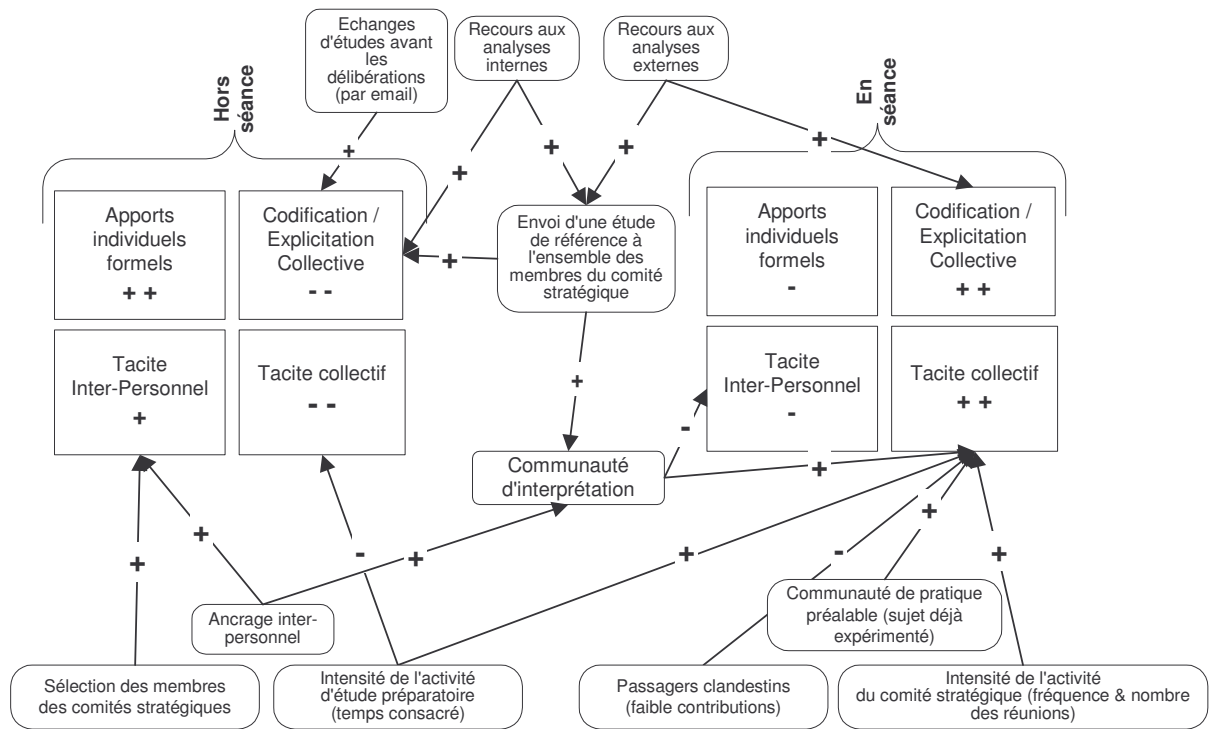 Echanges
d'études avant
les
délibérations
(par email)
Recours aux
analyses
internes
Recours aux
analyses
externes
Hors
séance
En
séance
+
+
+
+
+
Apports
individuels
formels
+ +
Codification /
Explicitation
Collective
- -
+
Envoi d'une étude
de référence à
l'ensemble des
membres du comité
stratégique
Apports
individuels
formels
-
Codification /
Explicitation
Collective
+ +
Tacite
Inter-Personnel
+
Tacite collectif
- -
+
-
Tacite
Inter-Personnel
-
Tacite collectif
+ +
Communauté
d'interprétation
+
+
+
-
+
+
-
+
+
Ancrage inter-
personnel
Communauté de pratique
préalable (sujet déjà
expérimenté)
Sélection des membres
des comités stratégiques
Intensité de l'activité
d'étude préparatoire
(temps consacré)
Passagers clandestins
(faible contributions)
Intensité de l'activité
du comité stratégique (fréquence & nombre
des réunions)